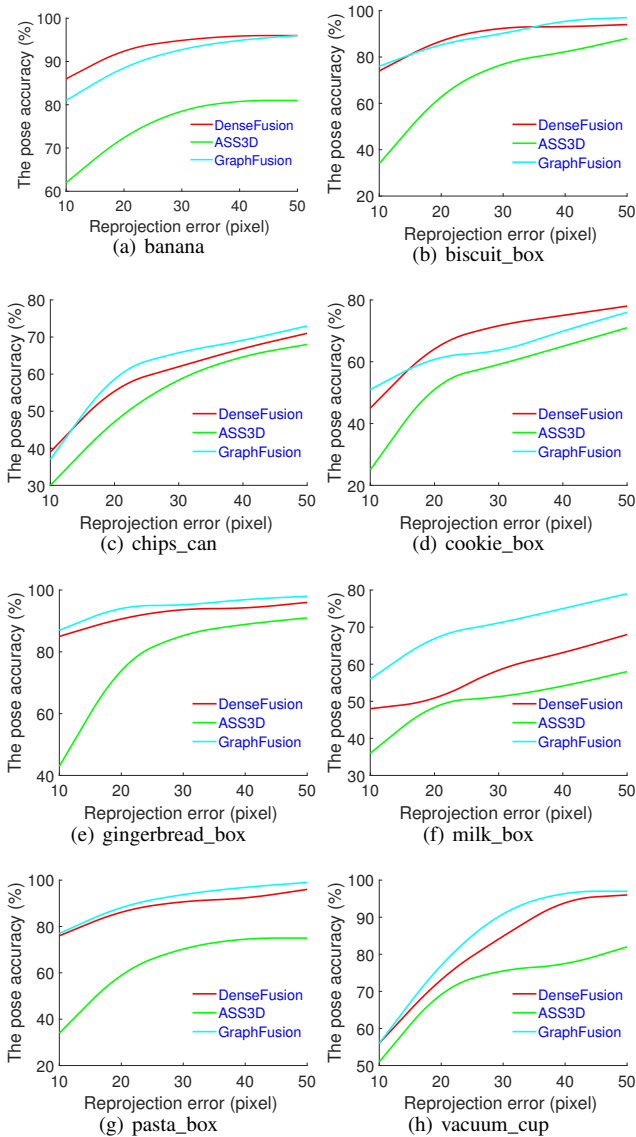 The pose accuracy (%)
100
90
80
70
60
10 20 30 40 50
Reprojection error (pixel)
DenseFusion
ASS3D
GraphFusion
(a) banana
The pose accuracy (%)
100
80
60
40
20
10 20 30 40 50
Reprojection error (pixel)
DenseFusion
ASS3D
GraphFusion
(b) biscuit_box
The pose accuracy (%)
80
70
60
50
40
30
10 20 30 40 50
Reprojection error (pixel)
DenseFusion
ASS3D
GraphFusion
(c) chips_can
The pose accuracy (%)
80
60
40
20
10 20 30 40 50
Reprojection error (pixel)
DenseFusion
ASS3D
GraphFusion
(d) cookie_box
The pose accuracy (%)
100
80
60
40
10 20 30 40 50
Reprojection error (pixel)
DenseFusion
ASS3D
GraphFusion
(e) gingerbread_box
The pose accuracy (%)
80
70
60
50
40
30
10 20 30 40 50
Reprojection error (pixel)
DenseFusion
ASS3D
GraphFusion
(f) milk_box
The pose accuracy (%)
100
80
60
40
20
10 20 30 40 50
Reprojection error (pixel)
DenseFusion
ASS3D
GraphFusion
(g) pasta_box
The pose accuracy (%)
100
90
80
70
60
50
10 20 30 40 50
Reprojection error (pixel)
DenseFusion
ASS3D
GraphFusion
(h) vacuum_cup